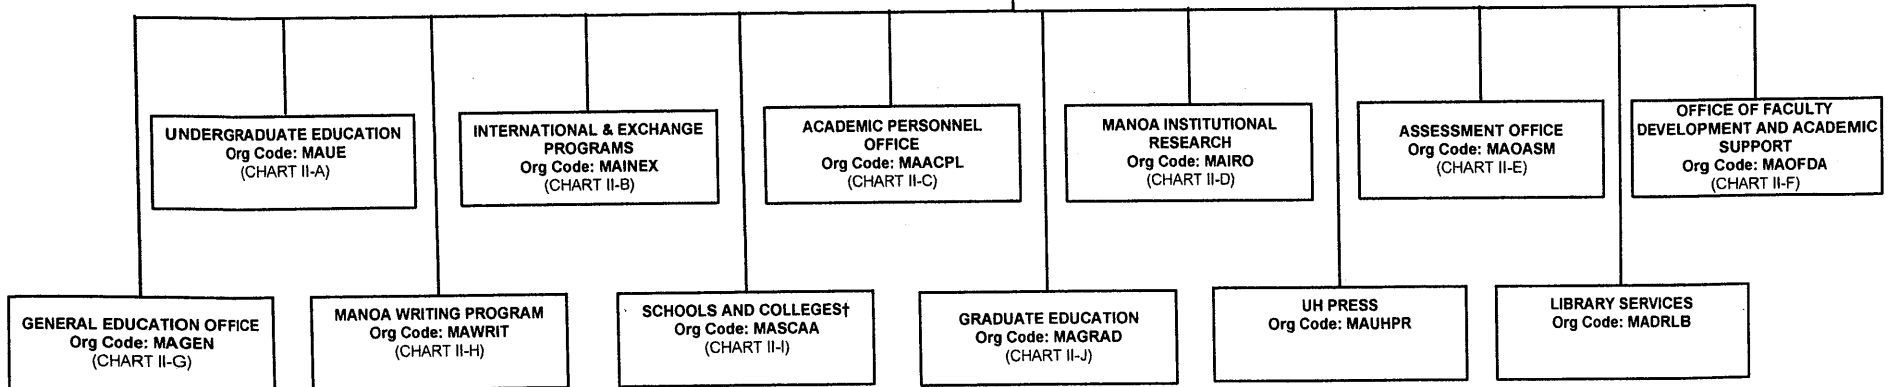 UNDERGRADUATE EDUCATION
Org Code: MAUE
(CHART II-A)
INTERNATIONAL & EXCHANGE
PROGRAMS
Org Code: MAINEX
(CHART II-B)
ACADEMIC PERSONNEL
OFFICE
Org Code: MAACPL
(CHART II-C)
MANOA INSTITUTIONAL
RESEARCH
Org Code: MAIRO
(CHART II-D)
ASSESSMENT OFFICE
Org Code: MAOASM
(CHART II-E)
OFFICE OF FACULTY
DEVELOPMENT AND ACADEMIC
SUPPORT
Org Code: MAOFDA
(CHART II-F)
GENERAL EDUCATION OFFICE
Org Code: MAGEN
(CHART II-G)
MANOA WRITING PROGRAM
Org Code: MAWRIT
(CHART II-H)
SCHOOLS AND COLLEGES†
Org Code: MASCAA
(CHART II-I)
GRADUATE EDUCATION
Org Code: MAGRAD
(CHART II-J)
UH PRESS
Org Code: MAUHPR
LIBRARY SERVICES
Org Code: MADRLB